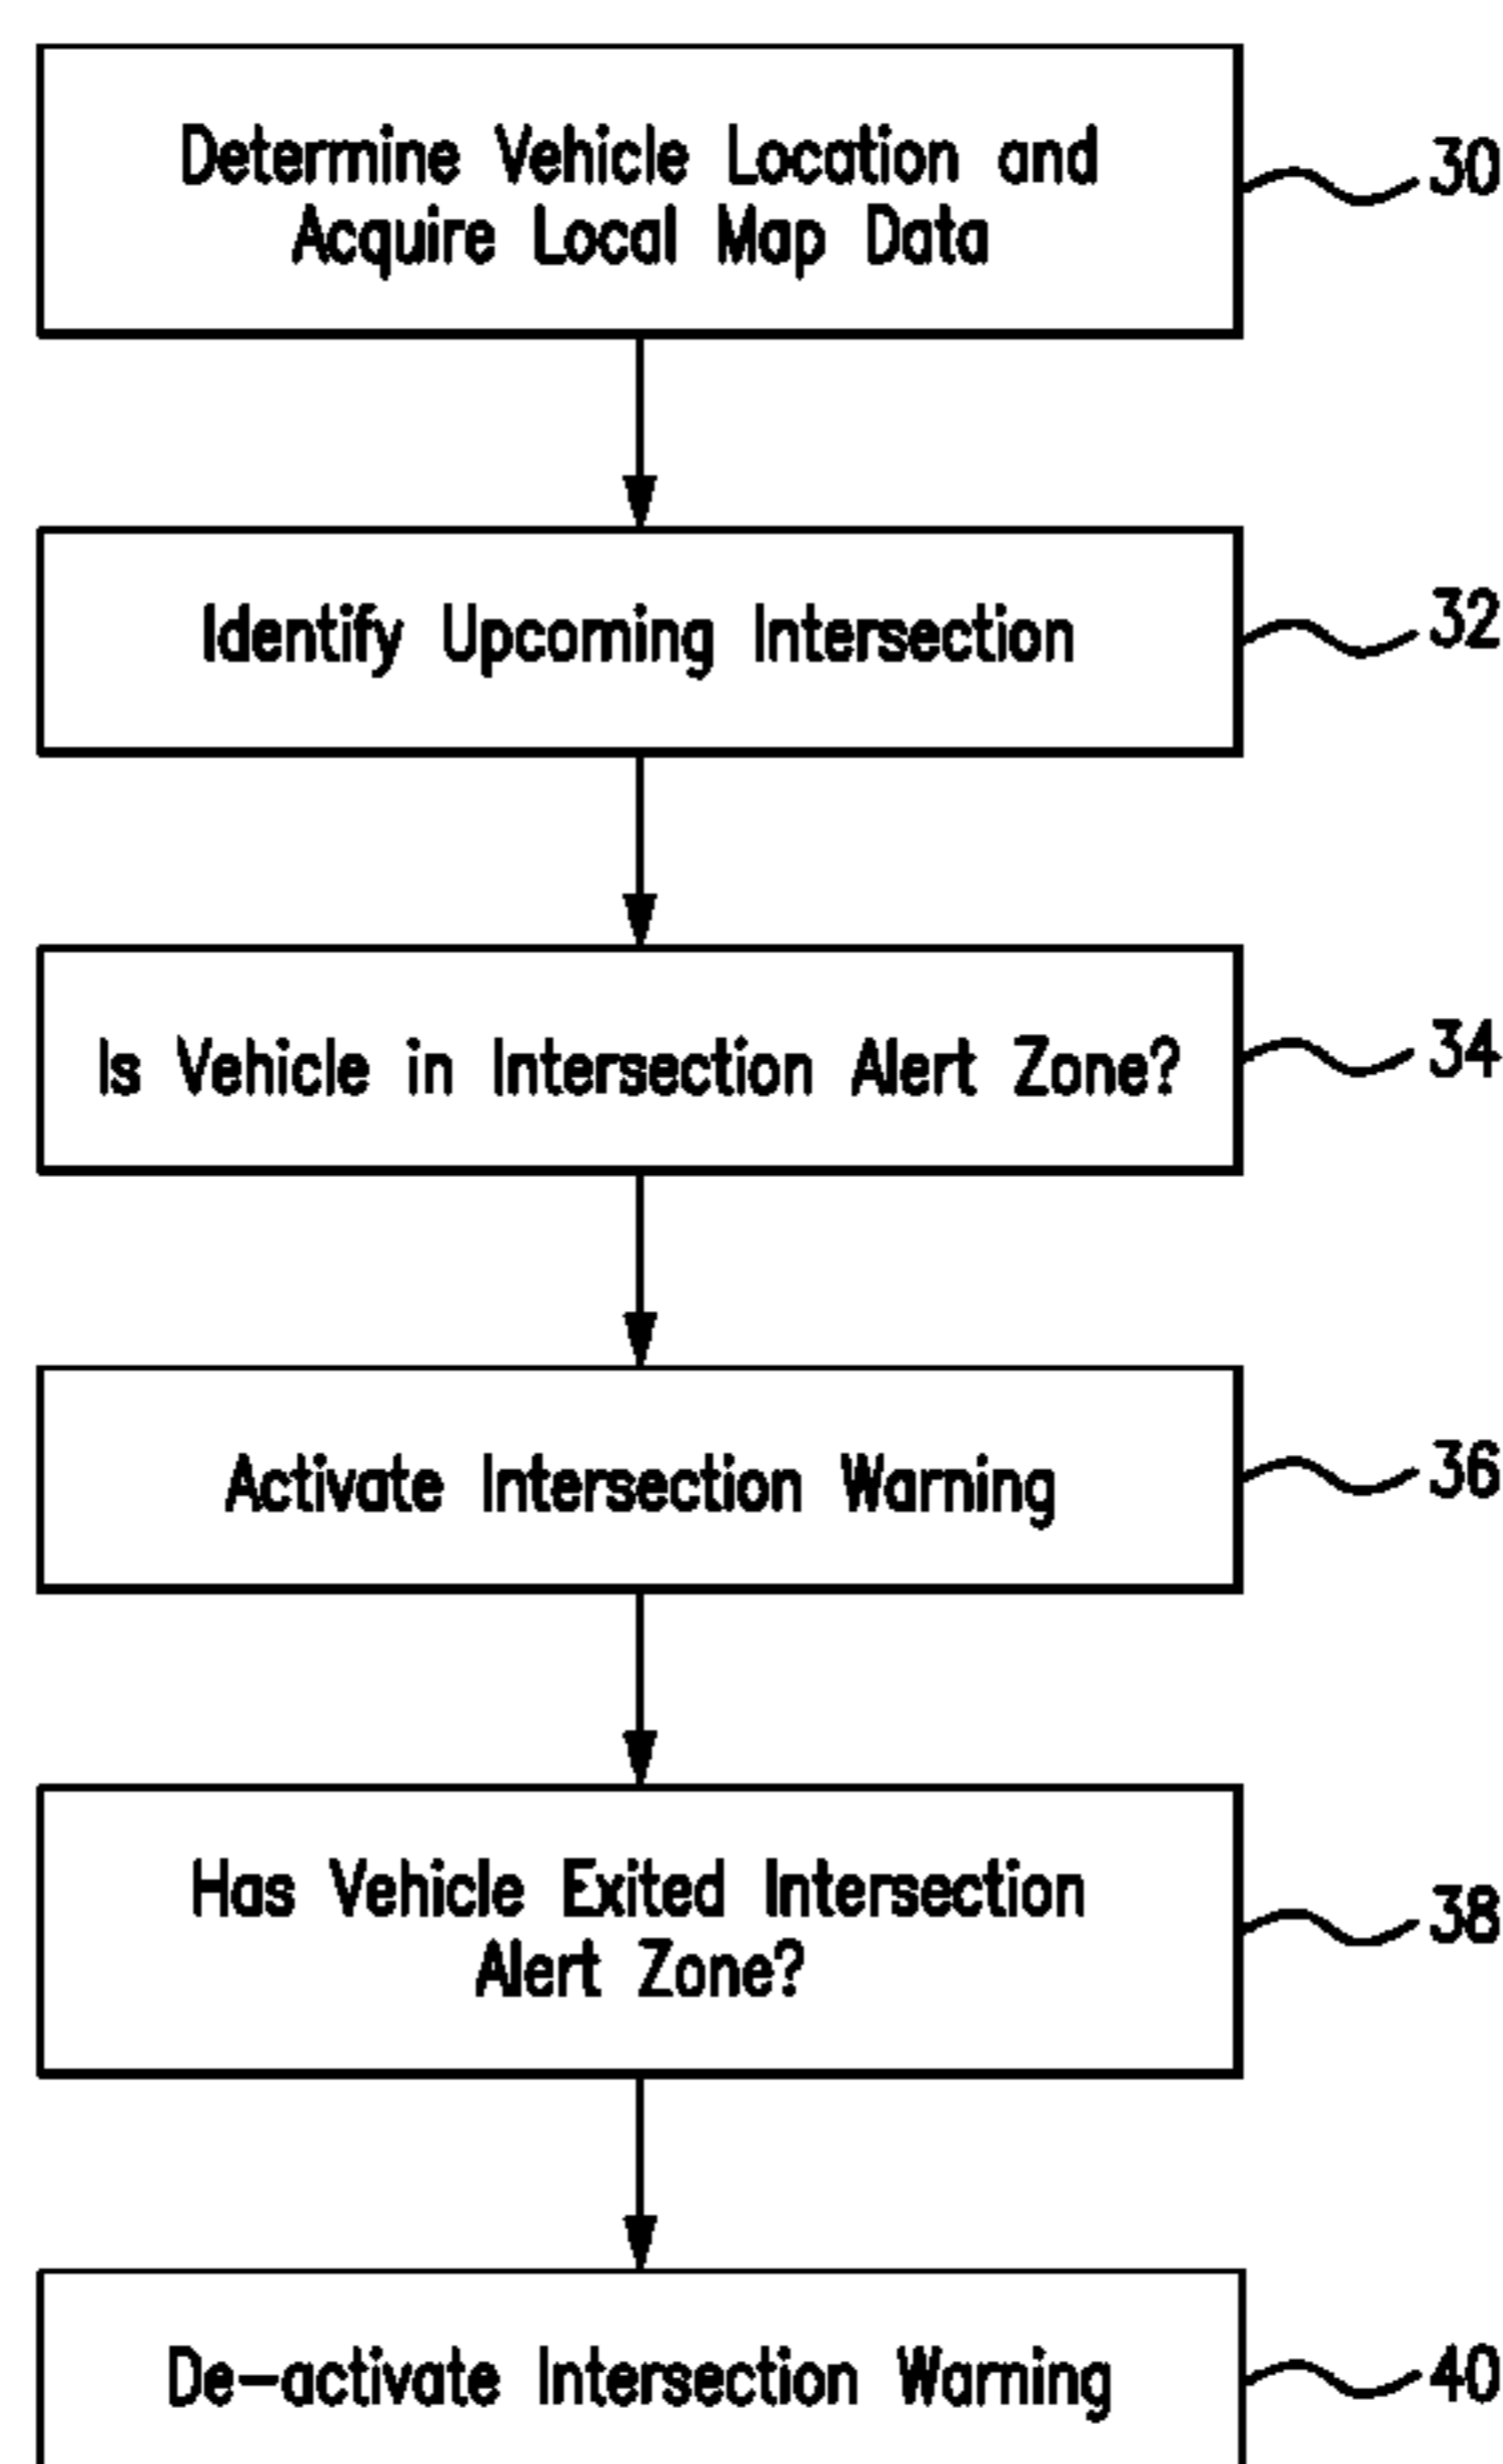 Determine Vehicle Location and
Acquire Local Map Data
30
Identify Upcoming Intersection
32
Is Vehicle in Intersection Alert Zone?
34
Activate Intersection Warning
36
Has Vehicle Exited Intersection
Alert Zone?
38
De-activate Intersection Warning
40